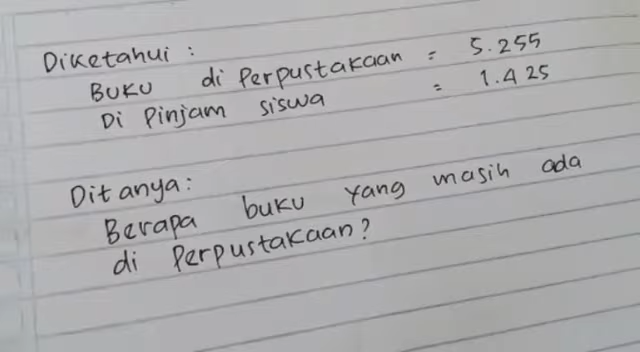 Diketahui :
Buku di Perpustakaan = 5.255
Di Pinjam siswa = 1.425
Ditanya:
Berapa buku yang masih ada
di Perpustakaan?